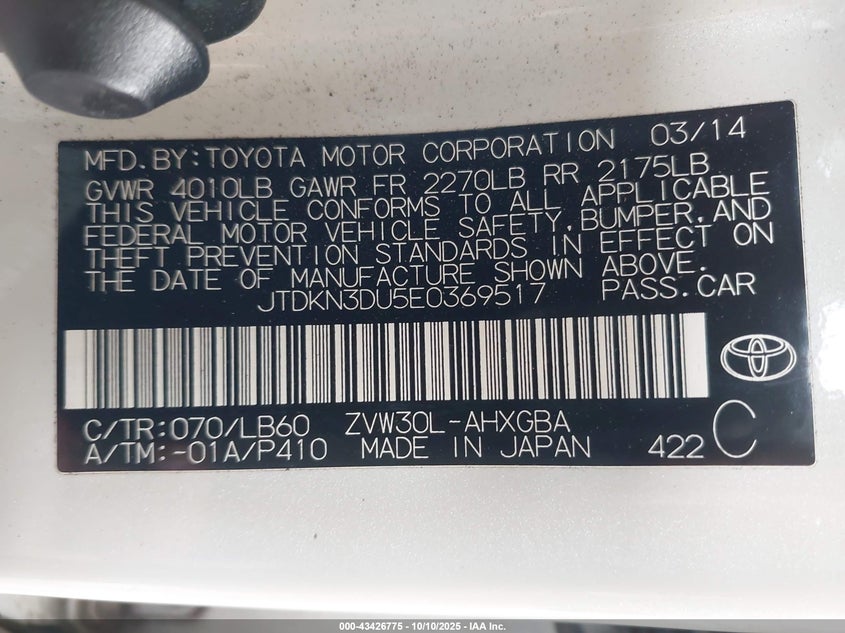 MFD.BY:TOYOTA MOTOR CORPORATION 03/14
GVWR 4010LB GAWR FR 2270LB RR 2175LB
THIS VEHICLE CONFORMS TO ALL APPLICABLE
FEDERAL MOTOR VEHICLE SAFETY,BUMPER,AND
THEFT PREVENTION STANDARDS IN EFFECT ON
THE DATE OF MANUFACTURE SHOWN ABOVE.
JTDKN3DU5E0369517 PASS.CAR
C/TR:070/LB60 ZVW30L-AHXGBA
A/TM:-01A/P410 MADE IN JAPAN 422 C
000-43426775 - 10/10/2025 - IAA Inc.